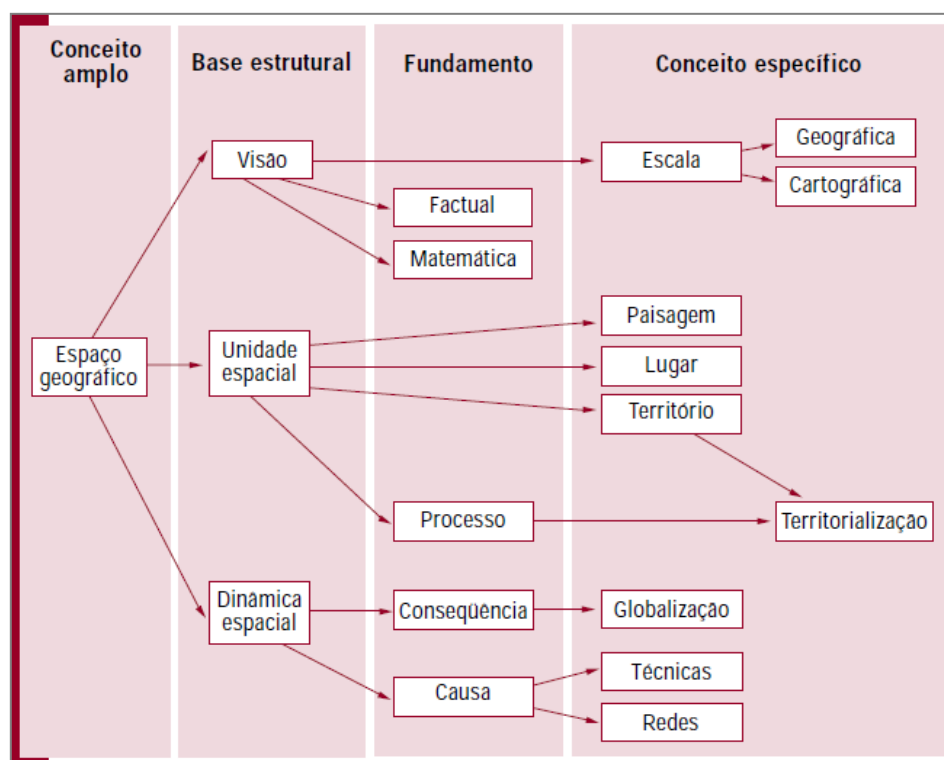 Conceito
amplo
Base estrutural
Fundamento
Conceito específico
Visão
Escala
Geográfica
Cartográfica
Factual
Matemática
Espaço
geográfico
Unidade
espacial
Paisagem
Lugar
Território
Processo
Territorialização
Dinâmica
espacial
Conseqüência
Globalização
Causa
Técnicas
Redes